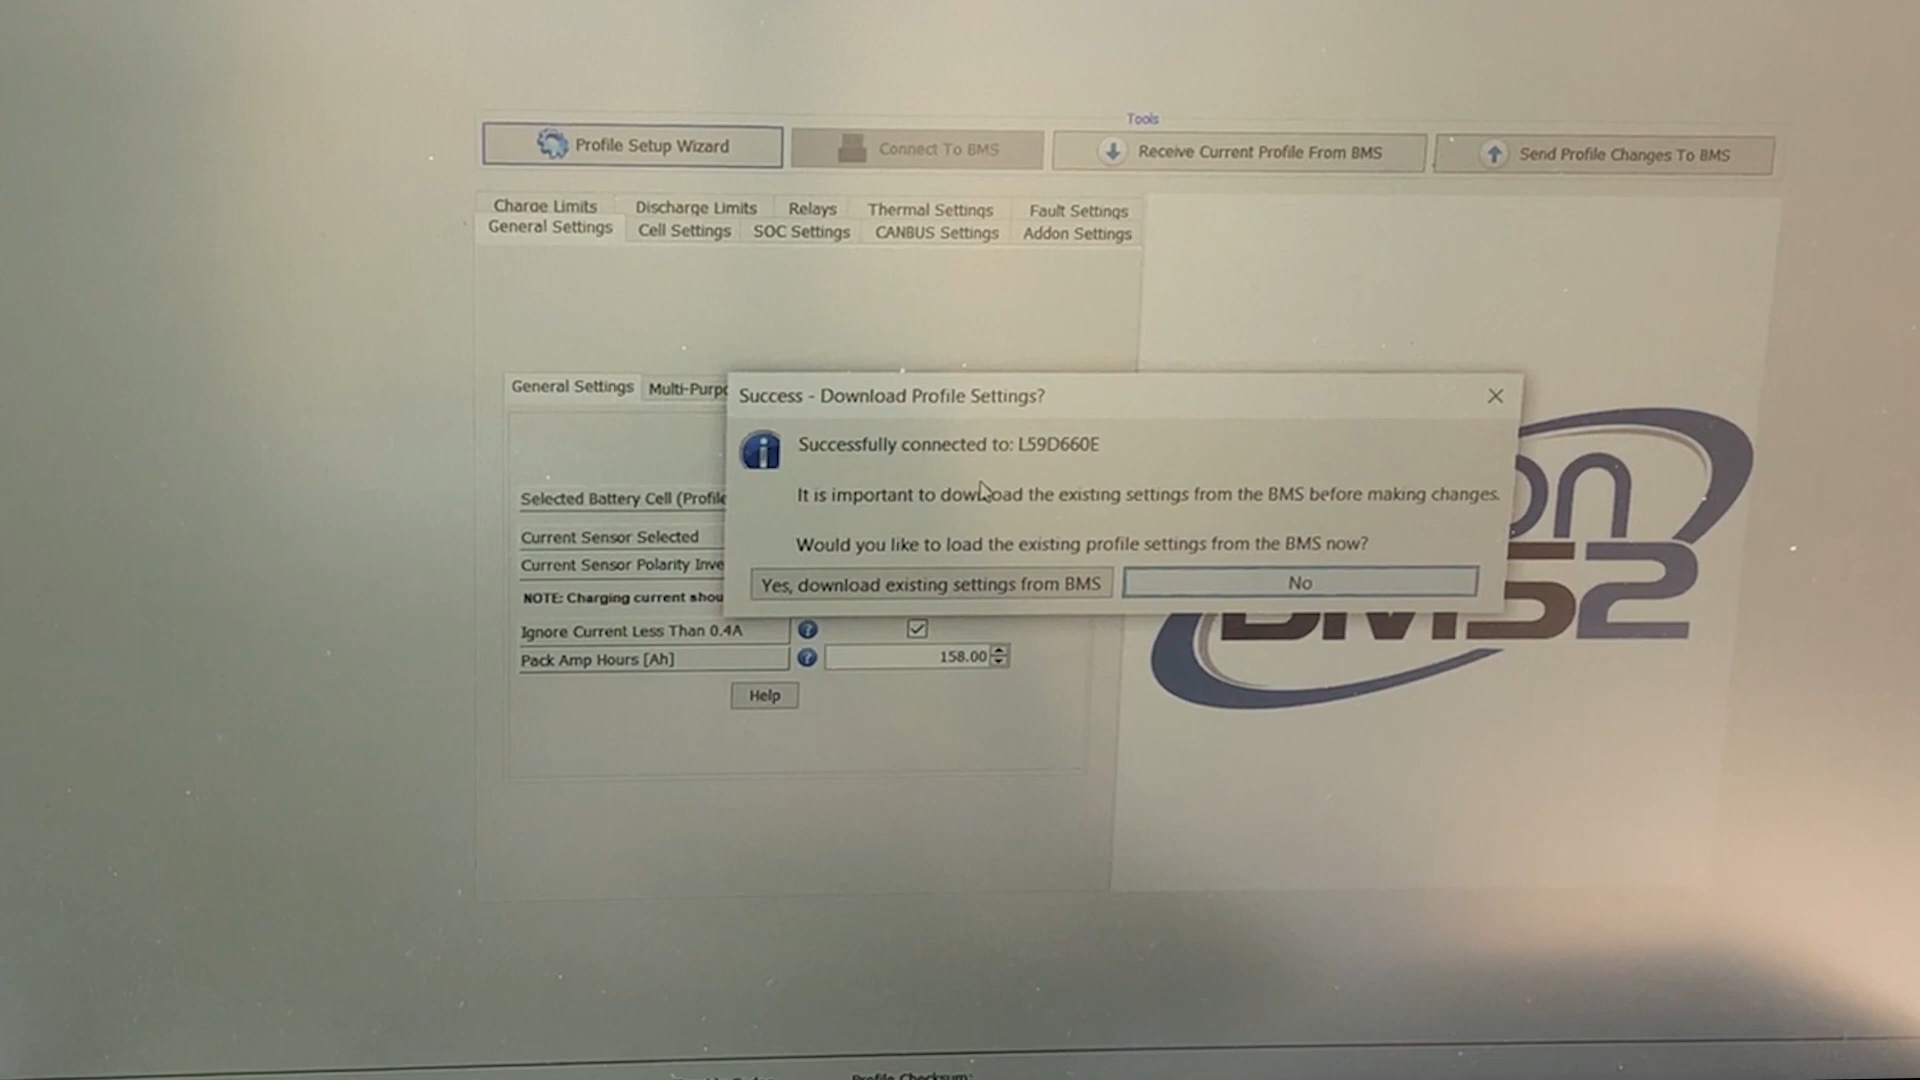 Tools
Profile Setup Wizard
Connect To BMS
Receive Current Profile From BMS
Send Profile Changes To BMS
Charge Limits Discharge Limits Relays Thermal Settings Fault Settings
General Settings Cell Settings SOC Settings CANBUS Settings Addon Settings
General Settings Multi-Purpo
Success - Download Profile Settings?
Successfully connected to: L59D660E
It is important to download the existing settings from the BMS before making changes.
Would you like to load the existing profile settings from the BMS now?
Yes, download existing settings from BMS
No
Selected Battery Cell (Profile
Current Sensor Selected
Current Sensor Polarity Inve
NOTE: Charging current shou
Ignore Current Less Than 0.4A
Pack Amp Hours [Ah] 158.00
Help
on
BMS2
Profile Checksum: